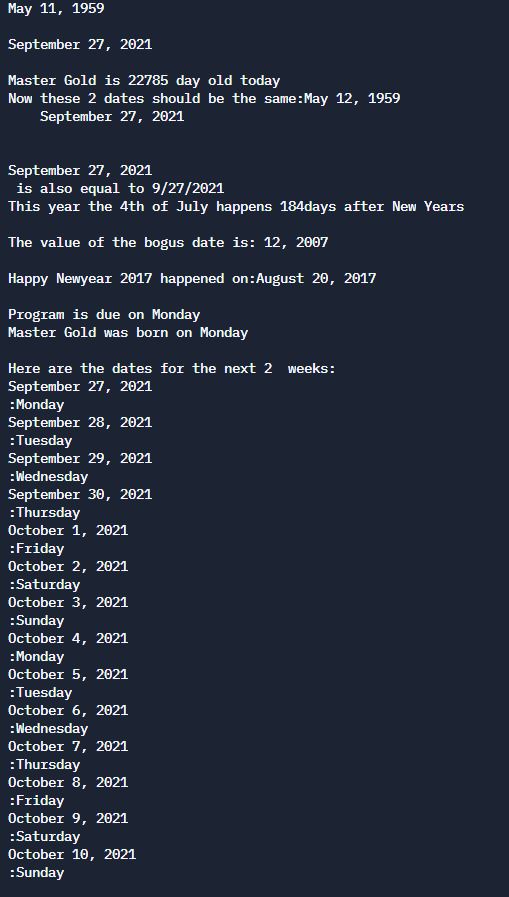 May 11, 1959
September 27, 2021
Master Gold is 22785 day old today
Now these 2 dates should be the same:May 12, 1959
    September 27, 2021
September 27, 2021
 is also equal to 9/27/2021
This year the 4th of July happens 184days after New Years
The value of the bogus date is: 12, 2007
Happy Newyear 2017 happened on:August 20, 2017
Program is due on Monday
Master Gold was born on Monday
Here are the dates for the next 2  weeks:
September 27, 2021
:Monday
September 28, 2021
:Tuesday
September 29, 2021
:Wednesday
September 30, 2021
:Thursday
October 1, 2021
:Friday
October 2, 2021
:Saturday
October 3, 2021
:Sunday
October 4, 2021
:Monday
October 5, 2021
:Tuesday
October 6, 2021
:Wednesday
October 7, 2021
:Thursday
October 8, 2021
:Friday
October 9, 2021
:Saturday
October 10, 2021
:Sunday